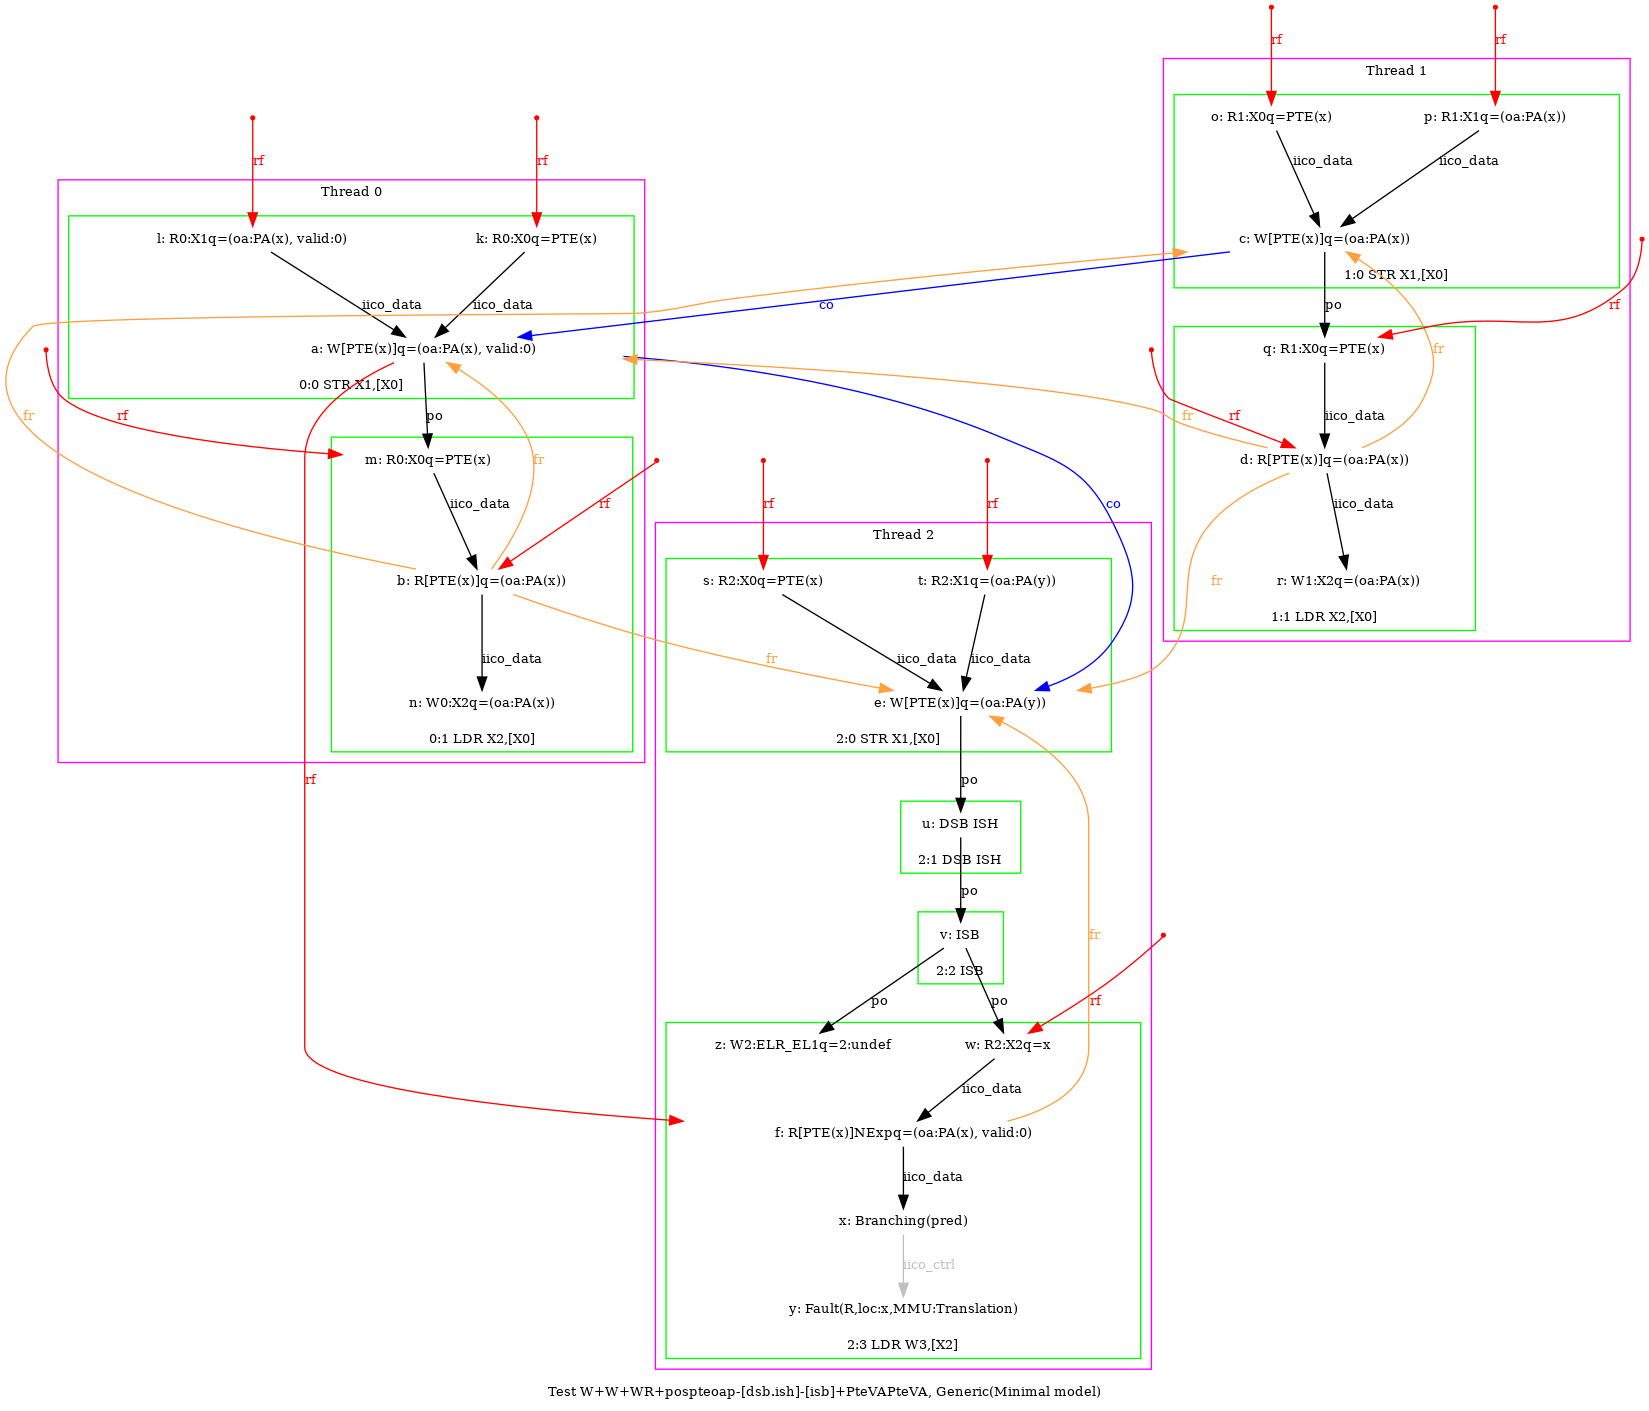 rf
rf
Thread 1
o: R1:X0q=PTE(x)
p: R1:X1q=(oa:PA(x))
rf
rf
iico_data
iico_data
Thread 0
l: R0:X1q=(oa:PA(x), valid:0)
k: R0:X0q=PTE(x)
c: W[PTE(x)]q=(oa:PA(x))
1:0 STR X1,[X0]
iico_data
iico_data
co
po
rf
a: W[PTE(x)]q=(oa:PA(x), valid:0)
q: R1:X0q=PTE(x)
fr
0:0 STR X1,[X0]
fr
rf
po
fr
rf
iico_data
m: R0:X0q=PTE(x)
fr
d: R[PTE(x)]q=(oa:PA(x))
iico_data
rf
rf
rf
co
iico_data
Thread 2
b: R[PTE(x)]q=(oa:PA(x))
s: R2:X0q=PTE(x)
t: R2:X1q=(oa:PA(y))
fr
r: W1:X2q=(oa:PA(x))
1:1 LDR X2,[X0]
iico_data
fr
iico_data
iico_data
n: W0:X2q=(oa:PA(x))
e: W[PTE(x)]q=(oa:PA(y))
0:1 LDR X2,[X0]
2:0 STR X1,[X0]
rf
po
u: DSB ISH
2:1 DSB ISH
po
v: ISB
fr
2:2 ISB
po
po
rf
z: W2:ELR_EL1q=2:undef
w: R2:X2q=x
iico_data
f: R[PTE(x)]NExpq=(oa:PA(x), valid:0)
iico_data
x: Branching(pred)
iico_ctrl
y: Fault(R,loc:x,MMU:Translation)
2:3 LDR W3,[X2]
Test W+W+WR+pospteoap-[dsb.ish]-[isb]+PteVAPteVA, Generic(Minimal model)